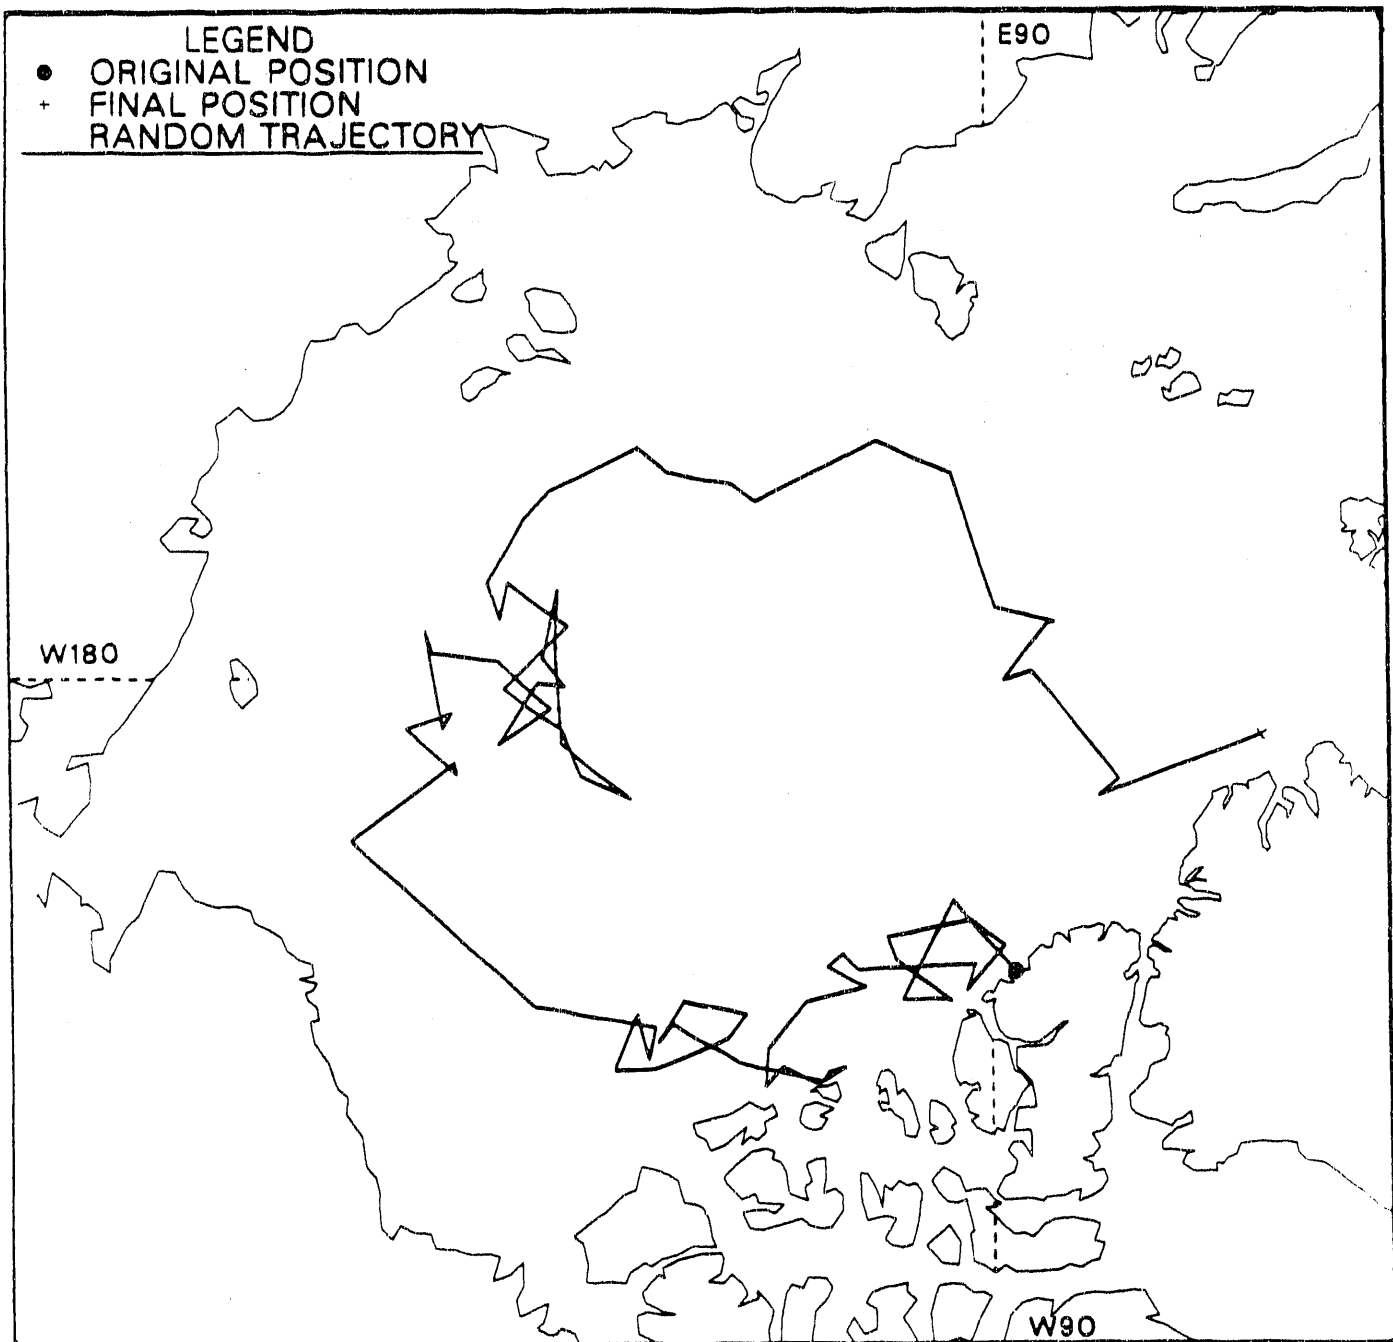 LEGEND
ORIGINAL POSITION
+ FINAL POSITION
RANDOM TRAJECTORY
E90
W180
W90